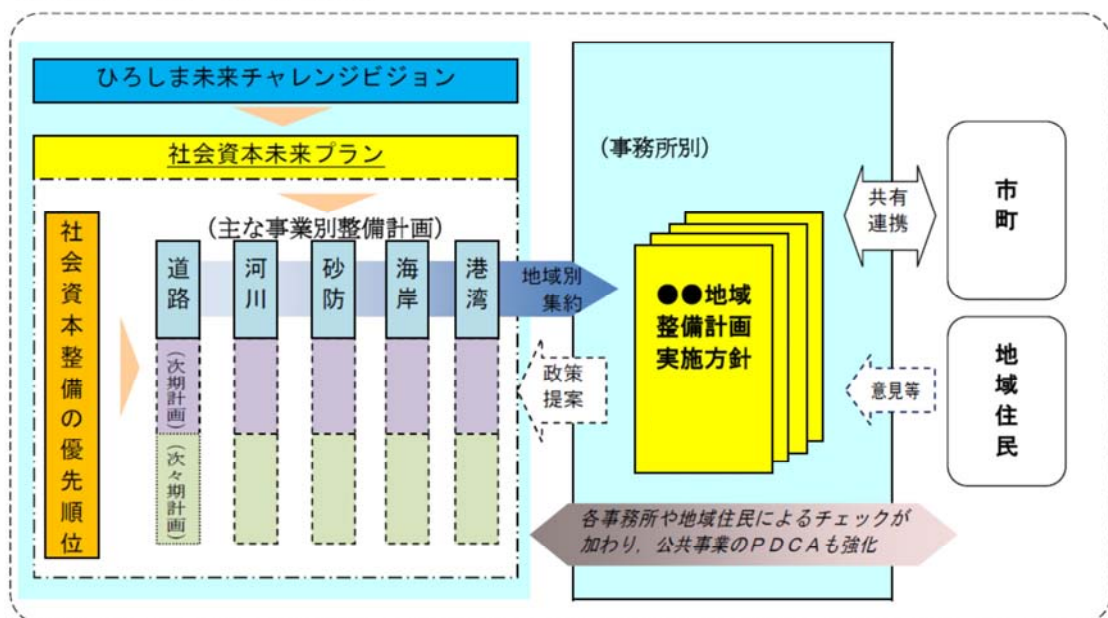 ひろしま未来チャレンジビジョン
社会資本未来プラン
(主な事業別整備計画)
社会資本整備の優先順位
道路
河川
砂防
海岸
港湾
(次期計画)
(次々期計画)
地域別
集約
政策
提案
(事務所別)
●●地域
整備計画
実施方針
共有
連携
意見等
市町
地域住民
各事務所や地域住民によるチェックが
加わり,公共事業のPDCAも強化